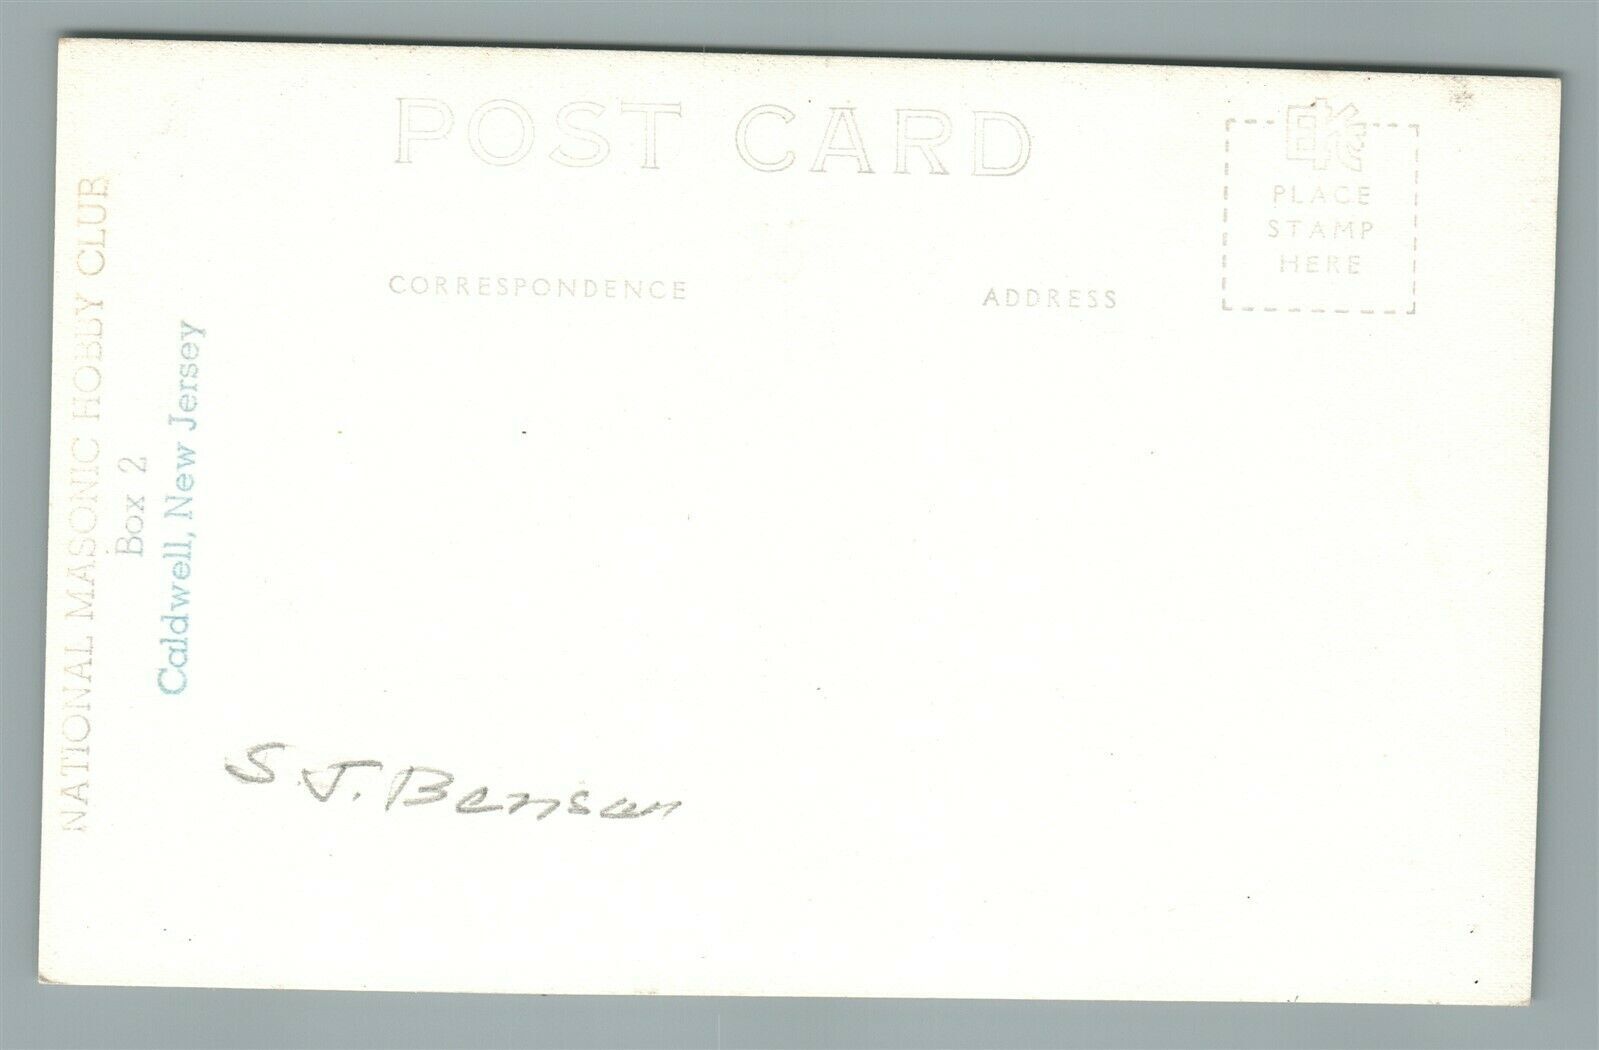 POST CARD
PLACE
STAMP
HERE
CORRESPONDENCE
ADDRESS
NATIONAL MASONIC HOBBY CLUB
Box 2
Caldwell, New Jersey
S. J. Benson